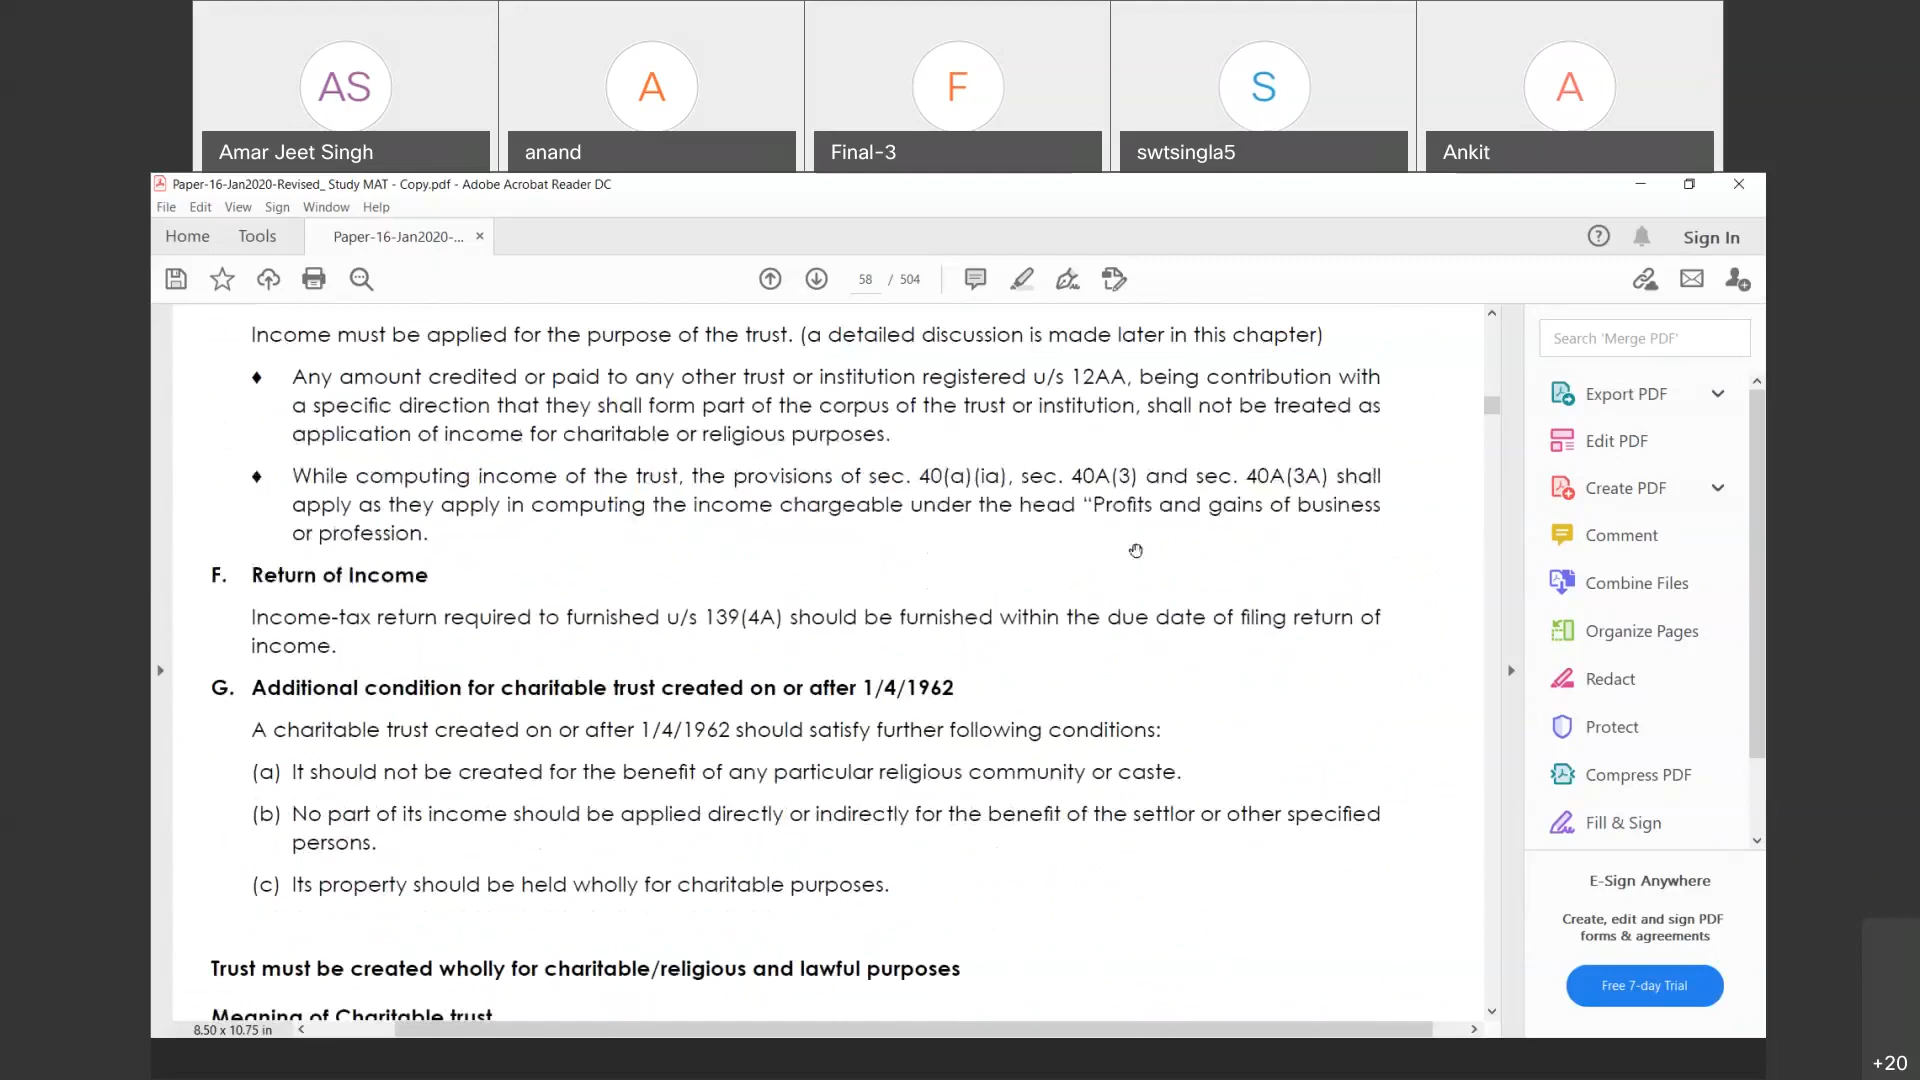 AS
A
F
S
A
Amar Jeet Singh
anand
Final-3
swtsingla5
Ankit
Paper-16-Jan2020-Revised_ Study MAT - Copy.pdf - Adobe Acrobat Reader DC
File Edit View Sign Window Help
Home Tools Paper-16-Jan2020-... × Sign In
58 / 504
Income must be applied for the purpose of the trust. (a detailed discussion is made later in this chapter)
♦ Any amount credited or paid to any other trust or institution registered u/s 12AA, being contribution with
a specific direction that they shall form part of the corpus of the trust or institution, shall not be treated as
application of income for charitable or religious purposes.
♦ While computing income of the trust, the provisions of sec. 40(a)(ia), sec. 40A(3) and sec. 40A(3A) shall
apply as they apply in computing the income chargeable under the head “Profits and gains of business
or profession.
F. Return of Income
Income-tax return required to furnished u/s 139(4A) should be furnished within the due date of filing return of
income.
G. Additional condition for charitable trust created on or after 1/4/1962
A charitable trust created on or after 1/4/1962 should satisfy further following conditions:
(a) It should not be created for the benefit of any particular religious community or caste.
(b) No part of its income should be applied directly or indirectly for the benefit of the settlor or other specified
persons.
(c) Its property should be held wholly for charitable purposes.
Trust must be created wholly for charitable/religious and lawful purposes
Meaning of Charitable trust
8.50 x 10.75 in
Search 'Merge PDF'
Export PDF
Edit PDF
Create PDF
Comment
Combine Files
Organize Pages
Redact
Protect
Compress PDF
Fill & Sign
E-Sign Anywhere
Create, edit and sign PDF
forms & agreements
Free 7-day Trial
+20